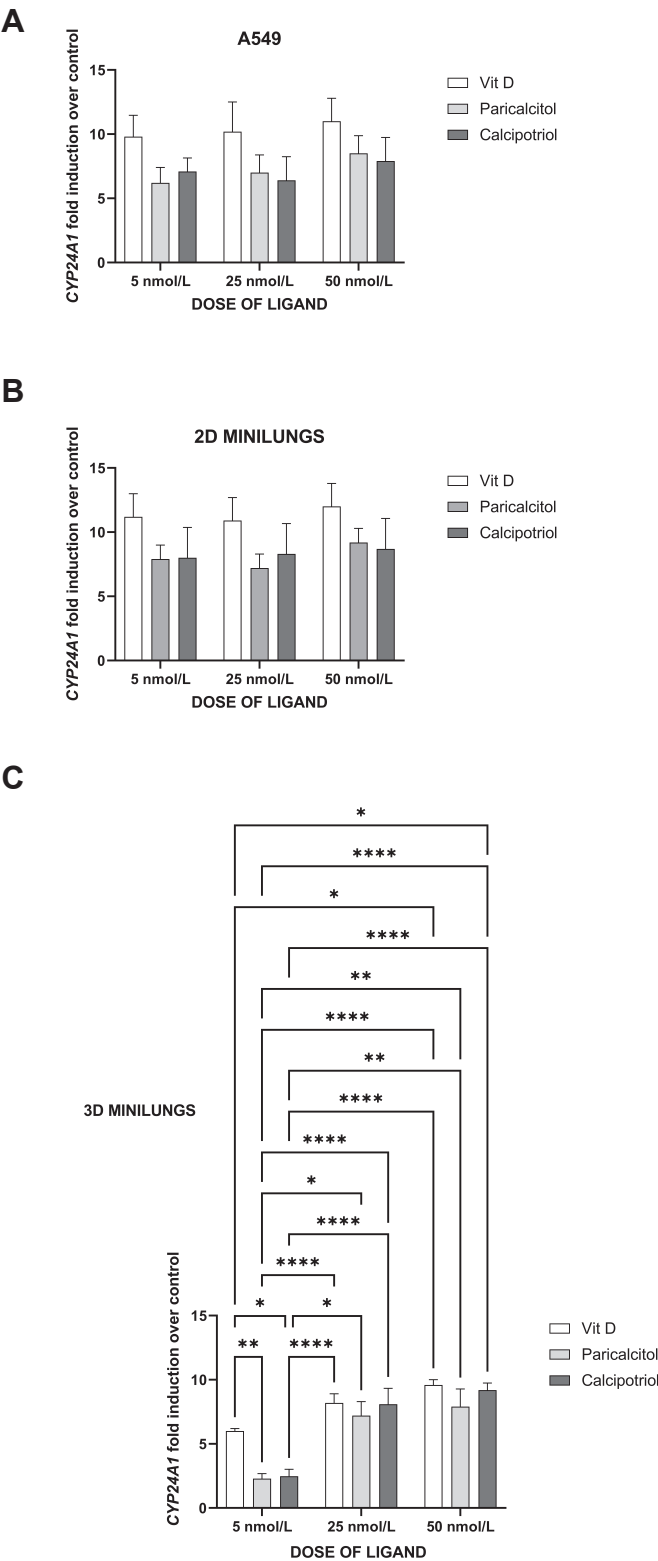 A
A549
CYP24A1 fold induction over control
15
10
5
0
5 nmol/L 25 nmol/L 50 nmol/L
DOSE OF LIGAND
Vit D
Paricalcitol
Calcipotriol
B
2D MINILUNGS
CYP24A1 fold induction over control
15
10
5
0
5 nmol/L 25 nmol/L 50 nmol/L
DOSE OF LIGAND
Vit D
Paricalcitol
Calcipotriol
C
*
****
*
****
**
****
**
****
3D MINILUNGS
****
*
****
****
* *
** ****
CYP24A1 fold induction over control
15
10
5
0
5 nmol/L 25 nmol/L 50 nmol/L
DOSE OF LIGAND
Vit D
Paricalcitol
Calcipotriol